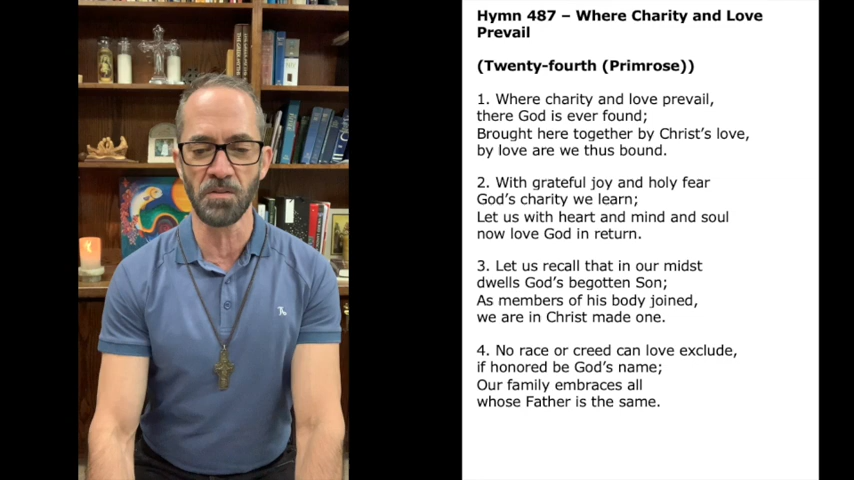 Hymn 487 – Where Charity and Love
Prevail
(Twenty-fourth (Primrose))
1. Where charity and love prevail,
there God is ever found;
Brought here together by Christ’s love,
by love are we thus bound.
2. With grateful joy and holy fear
God’s charity we learn;
Let us with heart and mind and soul
now love God in return.
3. Let us recall that in our midst
dwells God’s begotten Son;
As members of his body joined,
we are in Christ made one.
4. No race or creed can love exclude,
if honored be God’s name;
Our family embraces all
whose Father is the same.